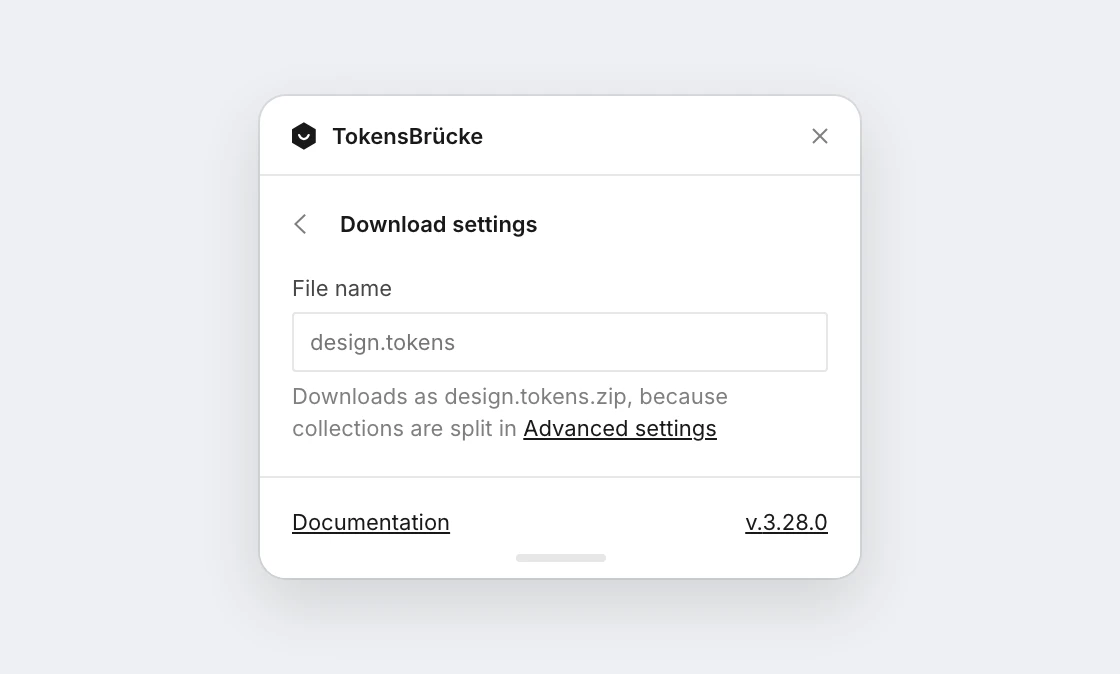 TokensBrücke
Download settings
File name
design.tokens
Downloads as design.tokens.zip, because
collections are split in Advanced settings
Documentation
v.3.28.0